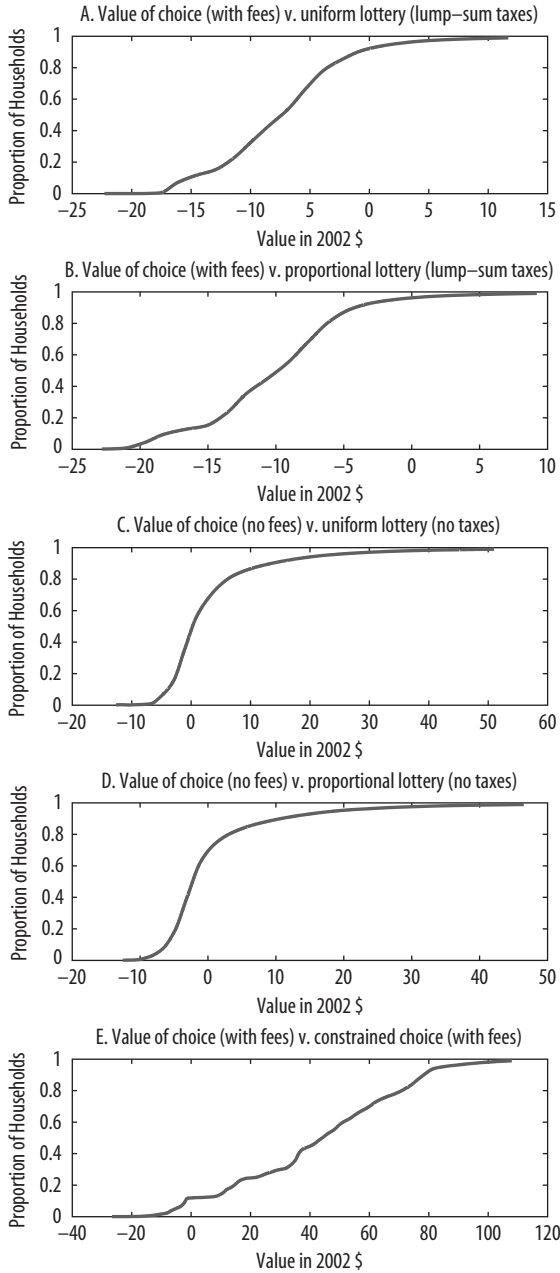 A. Value of choice (with fees) v. uniform lottery (lump–sum taxes)
Proportion of Households
1
0.8
0.6
0.4
0.2
0
−25 −20 −15 −10 −5 0 5 10 15
Value in 2002 $
B. Value of choice (with fees) v. proportional lottery (lump–sum taxes)
Proportion of Households
1
0.8
0.6
0.4
0.2
0
−25 −20 −15 −10 −5 0 5 10
Value in 2002 $
C. Value of choice (no fees) v. uniform lottery (no taxes)
Proportion of Households
1
0.8
0.6
0.4
0.2
0
−20 −10 0 10 20 30 40 50 60
Value in 2002 $
D. Value of choice (no fees) v. proportional lottery (no taxes)
Proportion of Households
1
0.8
0.6
0.4
0.2
0
−20 −10 0 10 20 30 40 50
Value in 2002 $
E. Value of choice (with fees) v. constrained choice (with fees)
Proportion of Households
1
0.8
0.6
0.4
0.2
0
−40 −20 0 20 40 60 80 100 120
Value in 2002 $